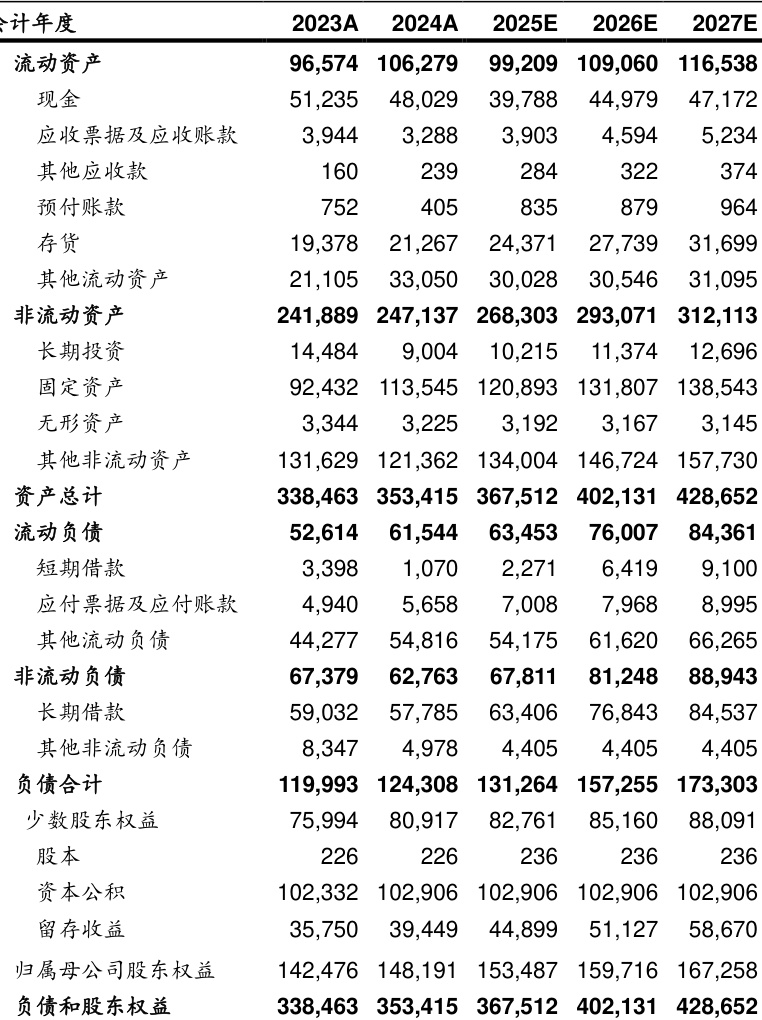 会计年度 2023A 2024A 2025E 2026E 2027E
流动资产 96,574 106,279 99,209 109,060 116,538
现金 51,235 48,029 39,788 44,979 47,172
应收票据及应收账款 3,944 3,288 3,903 4,594 5,234
其他应收款 160 239 284 322 374
预付账款 752 405 835 879 964
存货 19,378 21,267 24,371 27,739 31,699
其他流动资产 21,105 33,050 30,028 30,546 31,095
非流动资产 241,889 247,137 268,303 293,071 312,113
长期投资 14,484 9,004 10,215 11,374 12,696
固定资产 92,432 113,545 120,893 131,807 138,543
无形资产 3,344 3,225 3,192 3,167 3,145
其他非流动资产 131,629 121,362 134,004 146,724 157,730
资产总计 338,463 353,415 367,512 402,131 428,652
流动负债 52,614 61,544 63,453 76,007 84,361
短期借款 3,398 1,070 2,271 6,419 9,100
应付票据及应付账款 4,940 5,658 7,008 7,968 8,995
其他流动负债 44,277 54,816 54,175 61,620 66,265
非流动负债 67,379 62,763 67,811 81,248 88,943
长期借款 59,032 57,785 63,406 76,843 84,537
其他非流动负债 8,347 4,978 4,405 4,405 4,405
负债合计 119,993 124,308 131,264 157,255 173,303
少数股东权益 75,994 80,917 82,761 85,160 88,091
股本 226 226 236 236 236
资本公积 102,332 102,906 102,906 102,906 102,906
留存收益 35,750 39,449 44,899 51,127 58,670
归属母公司股东权益 142,476 148,191 153,487 159,716 167,258
负债和股东权益 338,463 353,415 367,512 402,131 428,652